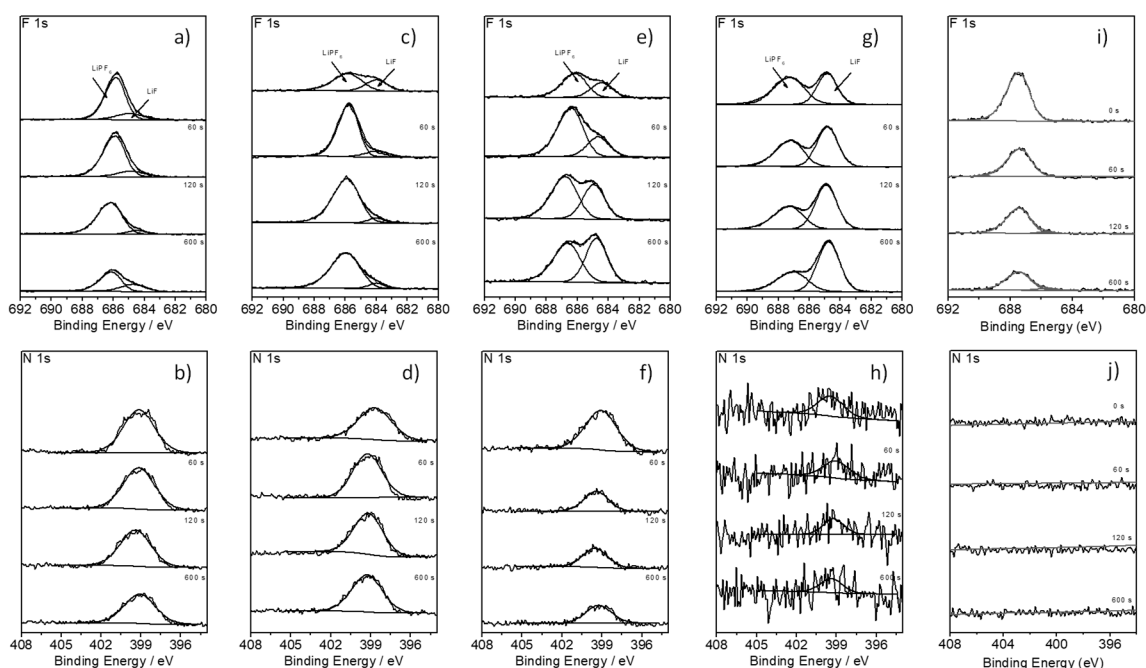 F 1s
a)
LiPF6
LiF
60 s
120 s
600 s
692 690 688 686 684 682 680
Binding Energy / eV
F 1s
c)
LiPF6
LiF
60 s
120 s
600 s
692 690 688 686 684 682 680
Binding Energy / eV
F 1s
e)
LiPF6
LiF
60 s
120 s
600 s
692 690 688 686 684 682 680
Binding Energy / eV
F 1s
g)
LiPF6
LiF
60 s
120 s
600 s
692 690 688 686 684 682 680
Binding Energy / eV
F 1s
i)
0 s
60 s
120 s
600 s
692 688 684 680
Binding Energy (eV)
N 1s
b)
60 s
120 s
600 s
408 405 402 399 396
Binding Energy / eV
N 1s
d)
60 s
120 s
600 s
408 405 402 399 396
Binding Energy / eV
N 1s
f)
60 s
120 s
600 s
408 405 402 399 396
Binding Energy / eV
N 1s
h)
60 s
120 s
600 s
408 405 402 399 396
Binding Energy / eV
N 1s
j)
0 s
60 s
120 s
600 s
408 404 400 396
Binding Energy (eV)